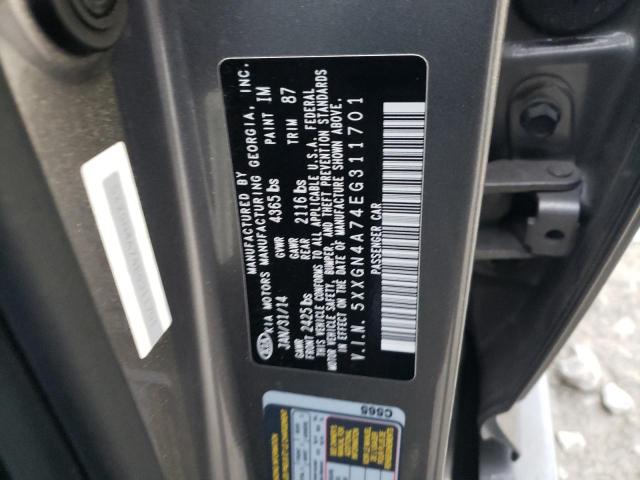 KIA
MANUFACTURED BY
KIA MOTORS MANUFACTURING GEORGIA, INC.
JAN/31/14 GVWR 4365 lbs PAINT IM
GAWR FRONT 2425 lbs GAWR REAR 2116 lbs TRIM 87
THIS VEHICLE CONFORMS TO ALL APPLICABLE U.S.A. FEDERAL
MOTOR VEHICLE SAFETY, BUMPER, AND THEFT PREVENTION STANDARDS
IN EFFECT ON THE DATE OF MANUFACTURE SHOWN ABOVE.
V.I.N. 5XXGN4A74EG311701
PASSENGER CAR
CS65